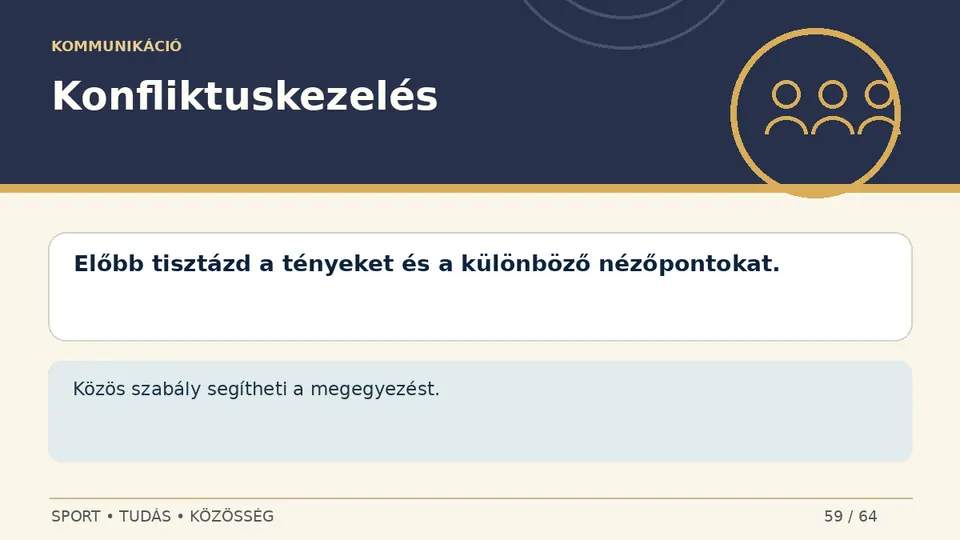 KOMMUNIKÁCIÓ
Konfliktuskezelés
Előbb tisztázd a tényeket és a különböző nézőpontokat.
Közös szabály segítheti a megegyezést.
SPORT • TUDÁS • KÖZÖSSÉG
59 / 64